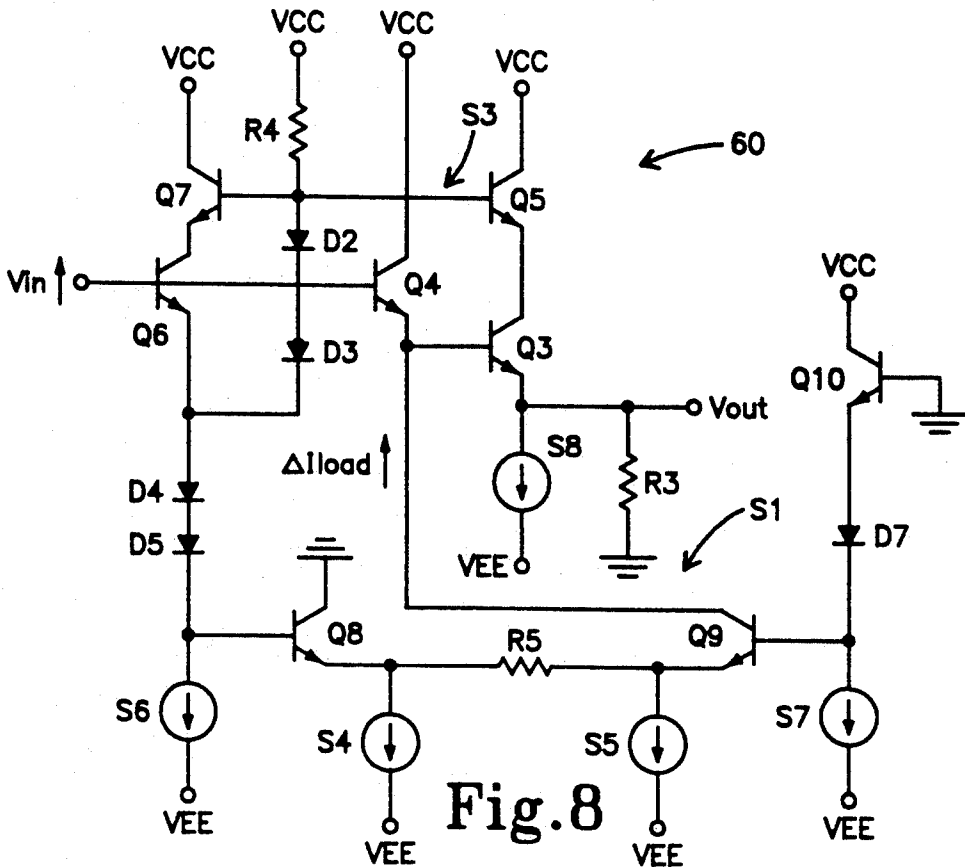 VCC
VCC
VCC
VCC
R4
S3
60
Q7
Q5
D2
Vin
Q4
VCC
Q6
D3
Q3
Q10
Vout
S8
ΔIload
R3
D4
S1
D5
VEE
D7
Q8
R5
Q9
S6
S4
S5
S7
VEE
Fig.8
VEE
VEE
VEE